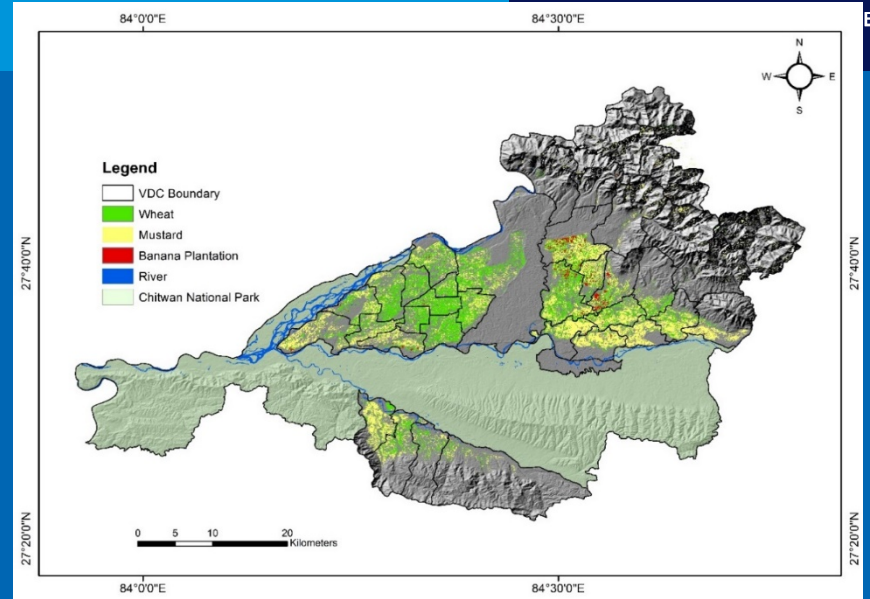 E
84°0'0"E
84°30'0"E
N
W
E
S
Legend
VDC Boundary
Wheat
Mustard
Banana Plantation
River
Chitwan National Park
27°40'0"N
27°40'0"N
27°20'0"N
27°20'0"N
0 5 10 20
Kilometers
84°0'0"E
84°30'0"E